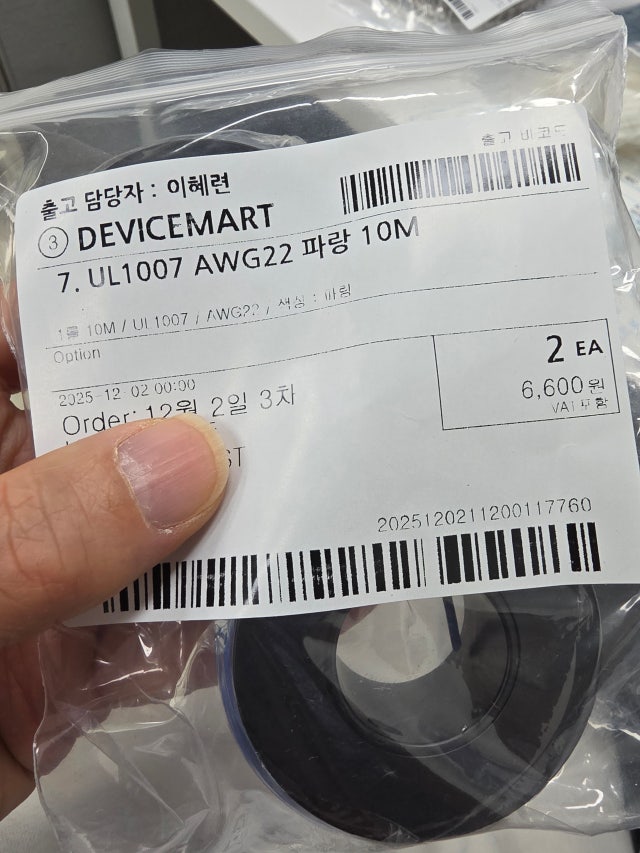 출고 바코드
출고 담당자 : 이혜련
③ DEVICEMART
7. UL1007 AWG22 파랑 10M
1롤 10M / UL1007 / AWG22 / 색상 : 파랑
Option
2 EA
6,600원
VAT포함
2025-12-02 00:00
Order: 12월 2일 3차
ST
2025120211200117760